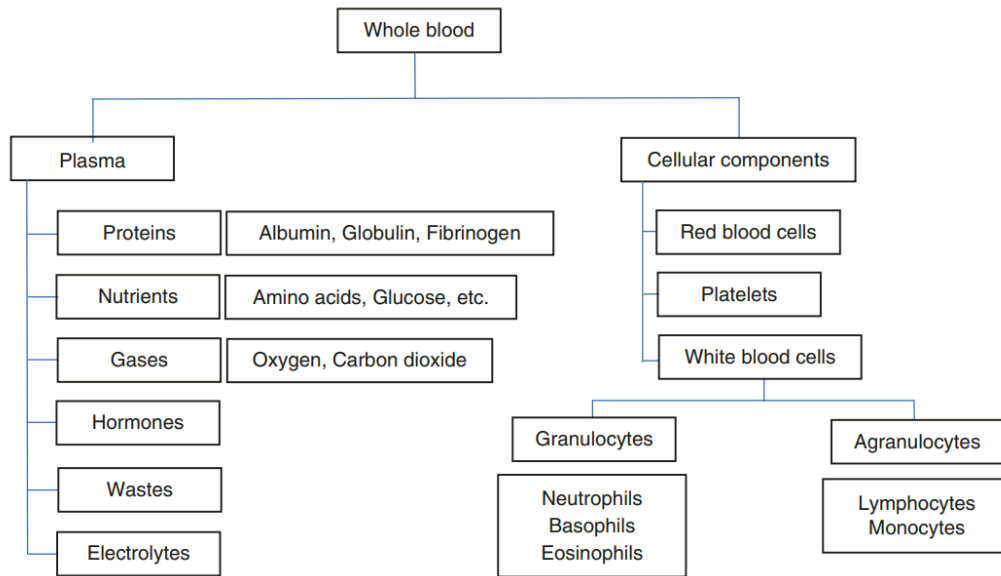 Whole blood
Plasma
Cellular components
Proteins
Albumin, Globulin, Fibrinogen
Nutrients
Amino acids, Glucose, etc.
Gases
Oxygen, Carbon dioxide
Hormones
Wastes
Electrolytes
Red blood cells
Platelets
White blood cells
Granulocytes
Neutrophils
Basophils
Eosinophils
Agranulocytes
Lymphocytes
Monocytes